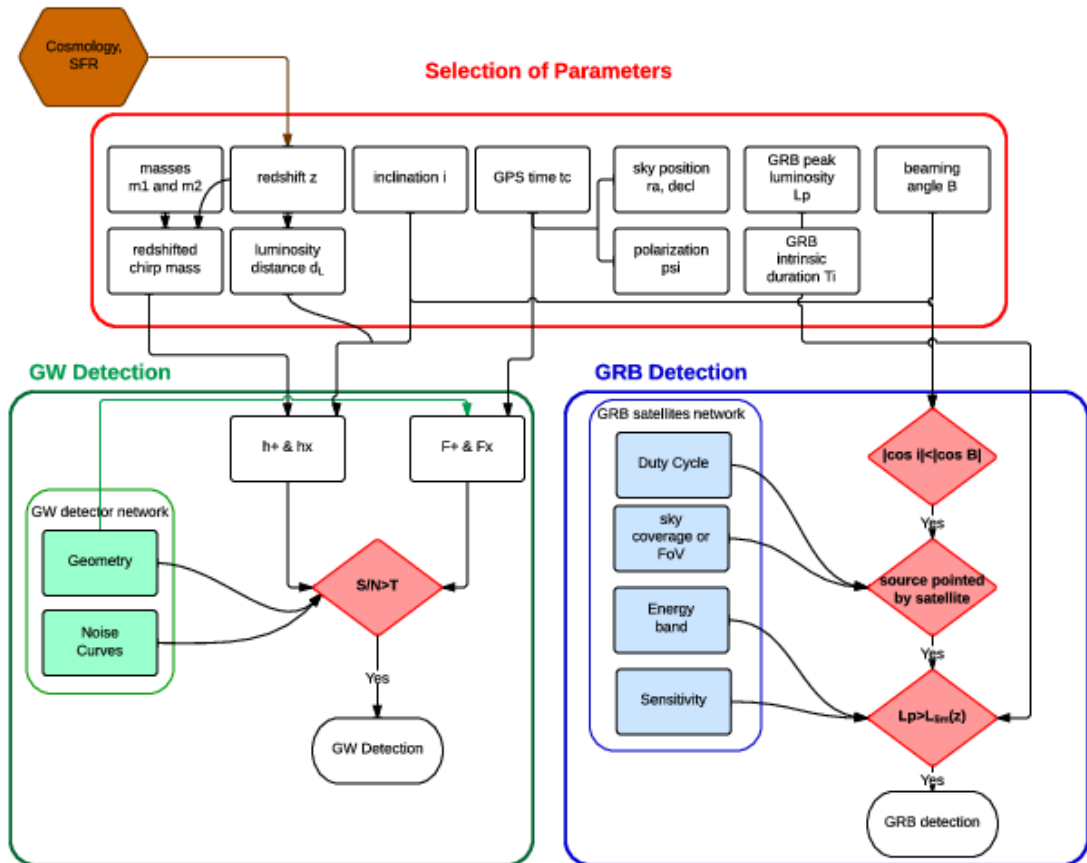 Cosmology,
SFR
Selection of Parameters
masses
m1 and m2
redshift z
inclination i
GPS time tc
sky position
ra, decl
GRB peak
luminosity
Lp
beaming
angle B
redshifted
chirp mass
luminosity
distance dL
polarization
psi
GRB
intrinsic
duration Ti
GW Detection
h+ & hx
F+ & Fx
GW detector network
Geometry
Noise
Curves
S/N>T
Yes
GW Detection
GRB Detection
GRB satellites network
Duty Cycle
sky
coverage or
FoV
Energy
band
Sensitivity
|cos i|<|cos B|
Yes
source pointed
by satellite
Yes
Lp>Llim(z)
Yes
GRB detection